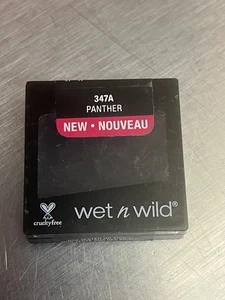 347A
PANTHER
NEW • NOUVEAU
crueltyfree
wet n wild®